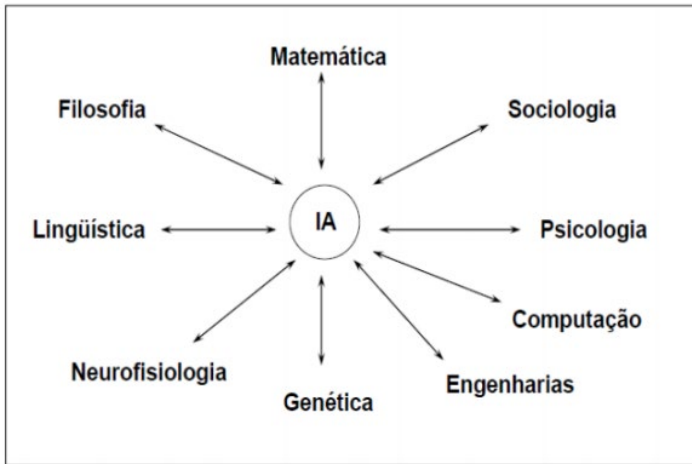 Matemática
Filosofia
Sociologia
Lingüística
IA
Psicologia
Computação
Neurofisiologia
Engenharias
Genética